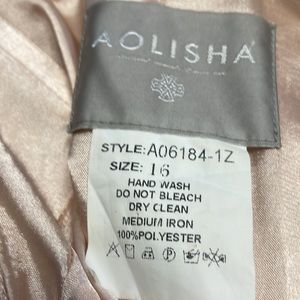 AOLISHA
STYLE:A06184-1Z
SIZE: 16
HAND WASH
DO NOT BLEACH
DRY CLEAN
MEDIUM IRON
100%POLYESTER